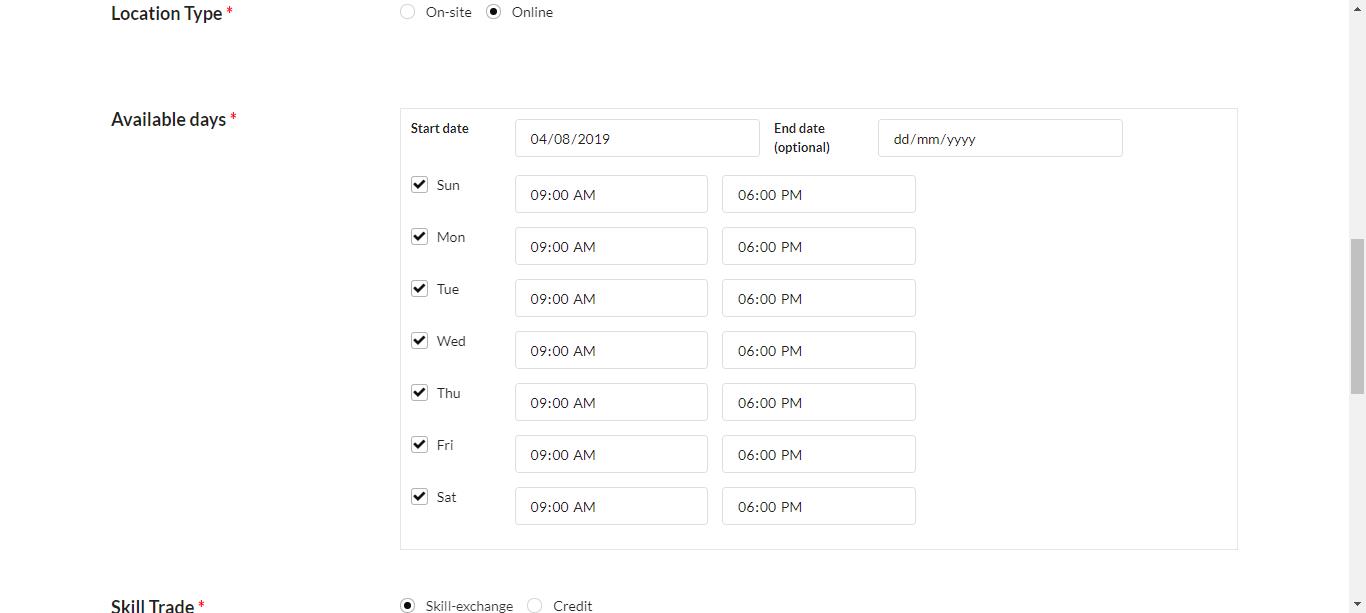 Location Type * On-site Online
Available days *
Start date 04/08/2019 End date (optional) dd/mm/yyyy
Sun 09:00 AM 06:00 PM
Mon 09:00 AM 06:00 PM
Tue 09:00 AM 06:00 PM
Wed 09:00 AM 06:00 PM
Thu 09:00 AM 06:00 PM
Fri 09:00 AM 06:00 PM
Sat 09:00 AM 06:00 PM
Skill Trade * Skill-exchange Credit